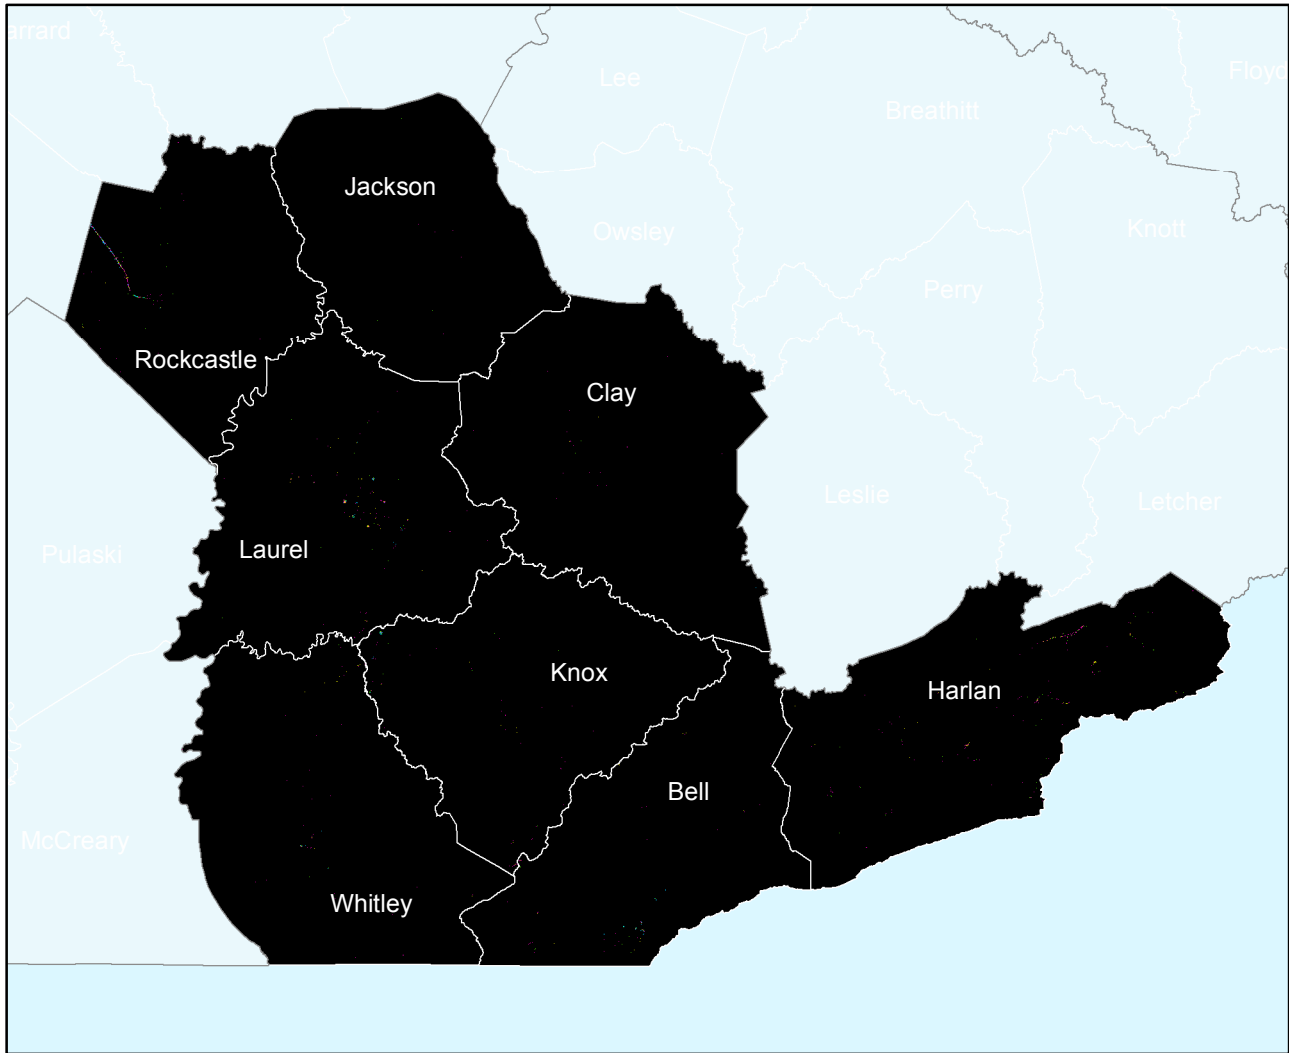 arrard
Lee
Floyd
Breathitt
Jackson
Owsley
Knott
Perry
Rockcastle
Clay
Leslie
Letcher
Pulaski
Laurel
Knox
Harlan
Bell
McCreary
Whitley